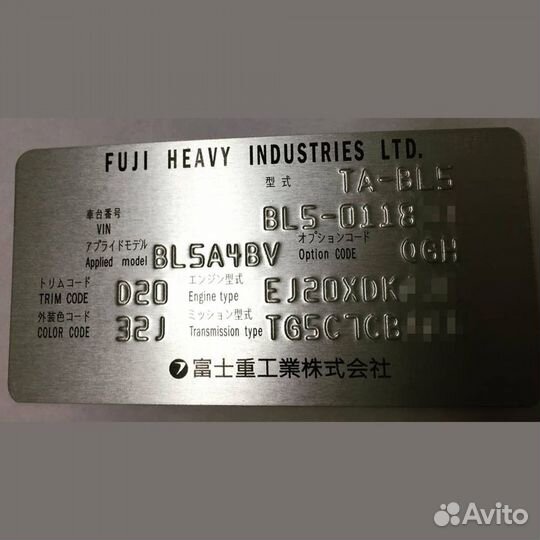 FUJI HEAVY INDUSTRIES LTD.
型式 TA-BL5
車台番号 VIN BL5-0118
アプライドモデル Applied model BL5A4BV オプションコード Option CODE OGH
トリムコード TRIM CODE D20 エンジン型式 Engine type EJ20XDK
外装色コード COLOR CODE 32J ミッション型式 Transmission type TG5C7CB
富士重工業株式会社
Avito